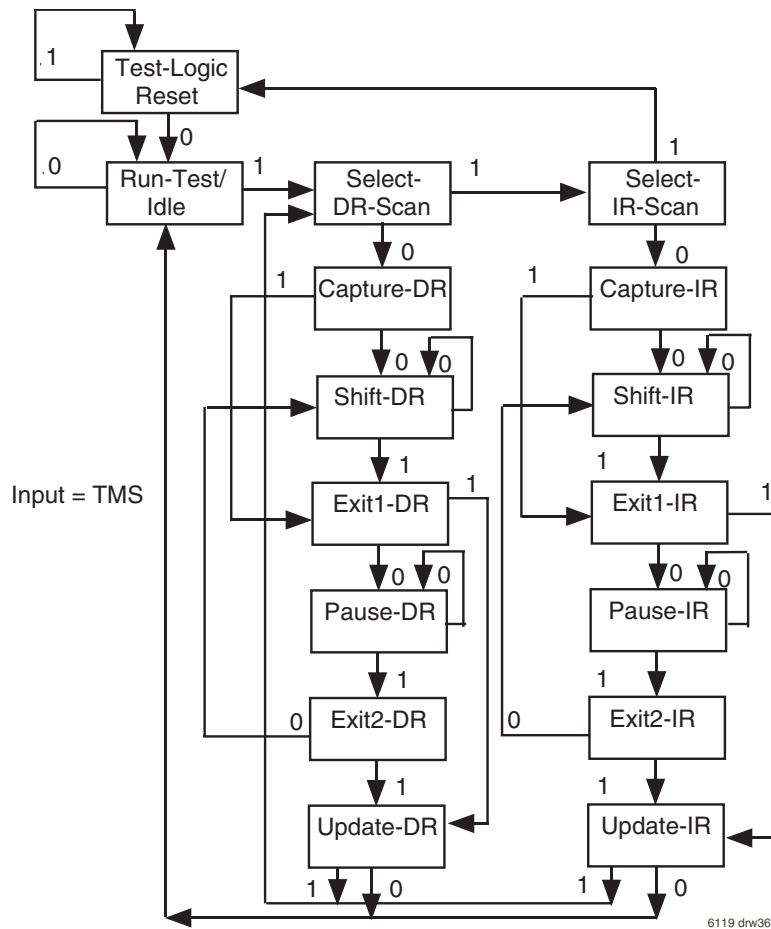 1
Test-Logic
Reset
0
0
1
1
1
Run-Test/
Idle
Select-
DR-Scan
Select-
IR-Scan
0
0
1
1
Capture-DR
Capture-IR
0
0
0
0
Shift-DR
Shift-IR
1
1
Input = TMS
Exit1-DR
1
Exit1-IR
1
0
0
0
0
Pause-DR
Pause-IR
1
1
0
Exit2-DR
0
Exit2-IR
1
1
Update-DR
Update-IR
1
0
1
0
6119 drw36